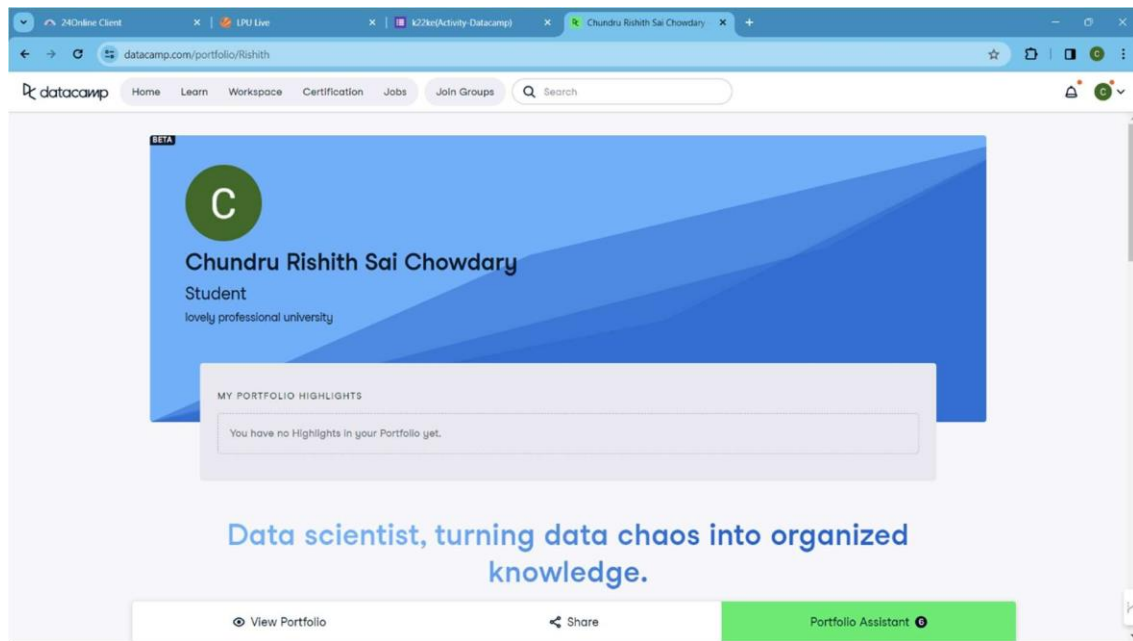 24Online Client
LPU Live
k22ke(Activity-Datacamp)
Chundru Rishith Sai Chowdary
datacamp.com/portfolio/Rishith
C
datacamp
Home Learn Workspace Certification Jobs Join Groups Search
C
BETA
C
Chundru Rishith Sai Chowdary
Student
lovely professional university
MY PORTFOLIO HIGHLIGHTS
You have no Highlights in your Portfolio yet.
Data scientist, turning data chaos into organized
knowledge.
View Portfolio Share Portfolio Assistant 6